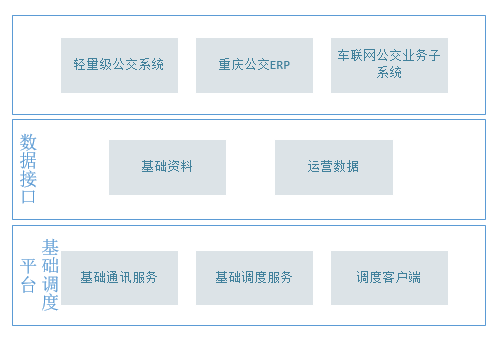 轻量级公交系统
重庆公交ERP
车联网公交业务子
系统
数据接口
基础资料
运营数据
基础调度
平台
基础通讯服务
基础调度服务
调度客户端